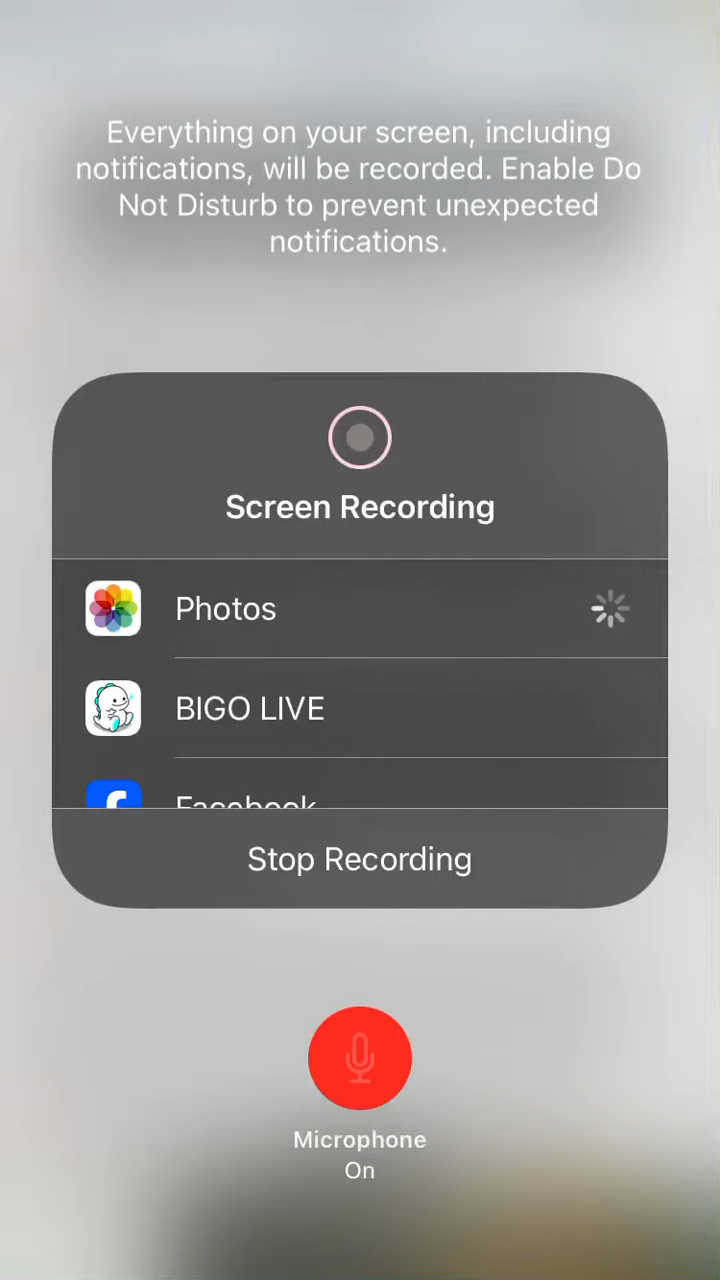 Everything on your screen, including
notifications, will be recorded. Enable Do
Not Disturb to prevent unexpected
notifications.
Screen Recording
Photos
BIGO LIVE
Facebook
Stop Recording
Microphone
On